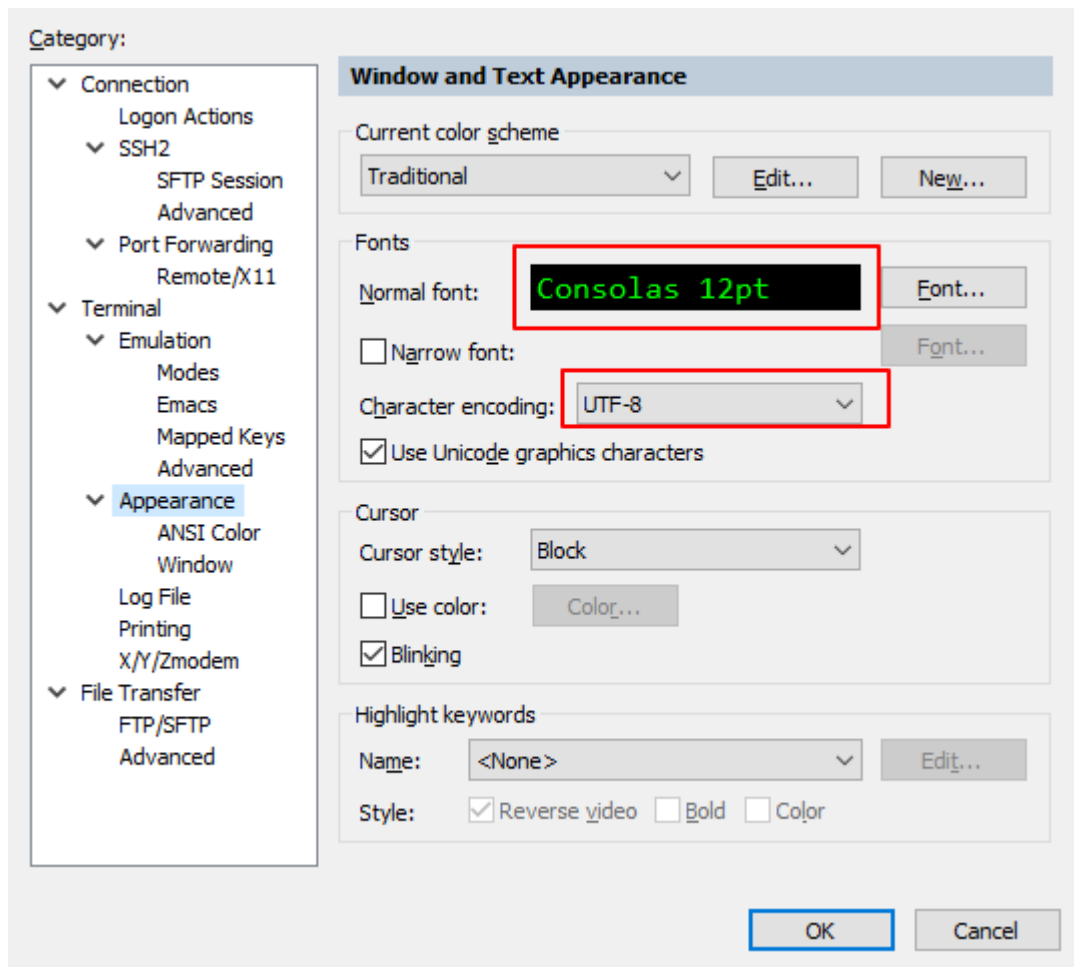 Category:
Connection
Logon Actions
SSH2
SFTP Session
Advanced
Port Forwarding
Remote/X11
Terminal
Emulation
Modes
Emacs
Mapped Keys
Advanced
Appearance
ANSI Color
Window
Log File
Printing
X/Y/Zmodem
File Transfer
FTP/SFTP
Advanced
Window and Text Appearance
Current color scheme
Traditional
Edit...
New...
Fonts
Normal font:
Consolas 12pt
Font...
Narrow font:
Font...
Character encoding:
UTF-8
Use Unicode graphics characters
Cursor
Cursor style:
Block
Use color:
Color...
Blinking
Highlight keywords
Name:
<None>
Edit...
Style:
Reverse video
Bold
Color
OK
Cancel